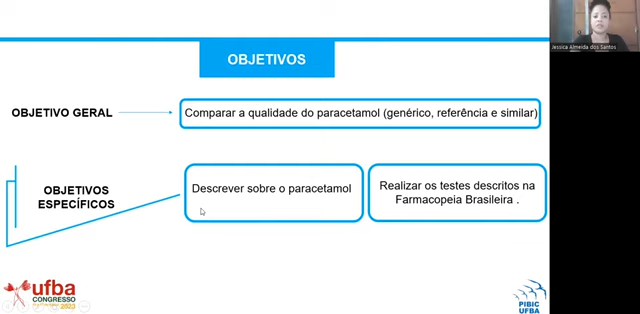 Jessica Almeida dos Santos
OBJETIVOS
OBJETIVO GERAL
Comparar a qualidade do paracetamol (genérico, referência e similar)
OBJETIVOS
ESPECÍFICOS
Descrever sobre o paracetamol
Realizar os testes descritos na
Farmacopeia Brasileira .
ufba
CONGRESSO
2023
PIBIC
UFBA